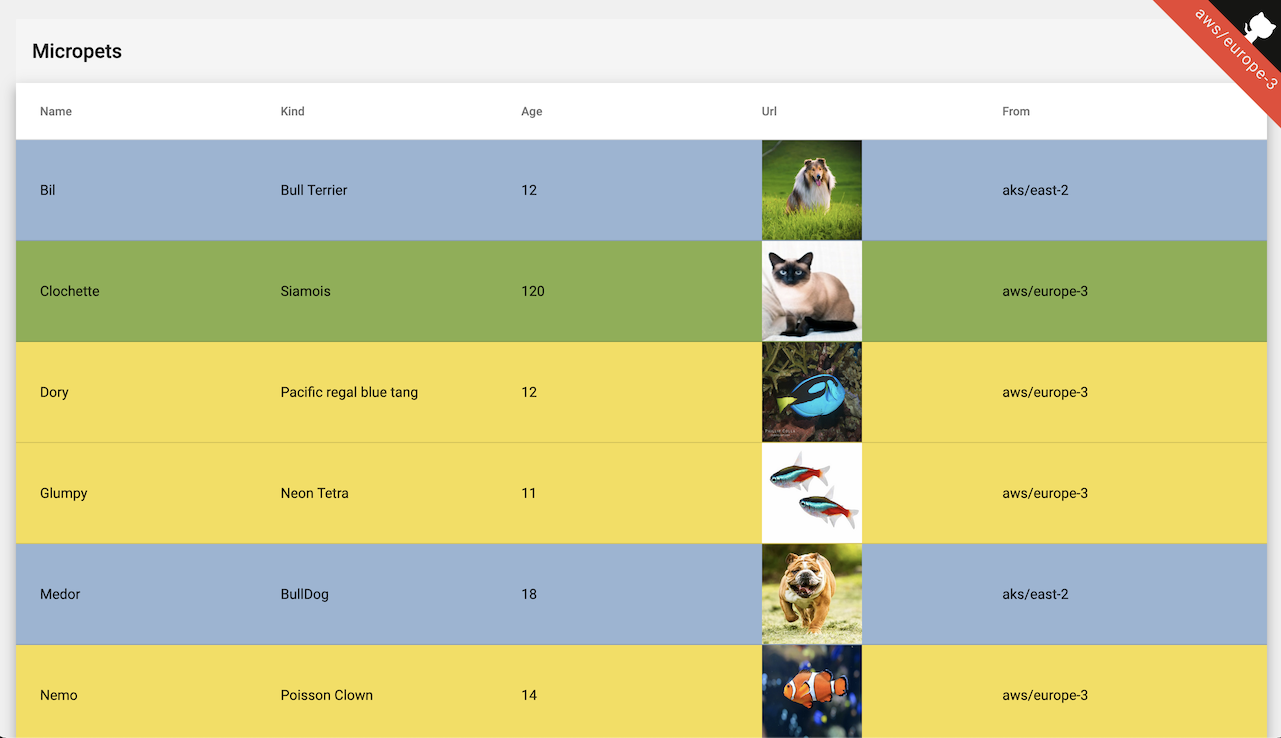 Micropets
aws/europe-3
Name Kind Age Url From
Bil Bull Terrier 12 aks/east-2
Clochette Siamois 120 aws/europe-3
Dory Pacific regal blue tang 12 aws/europe-3
Glumpy Neon Tetra 11 aws/europe-3
Medor BullDog 18 aks/east-2
Nemo Poisson Clown 14 aws/europe-3